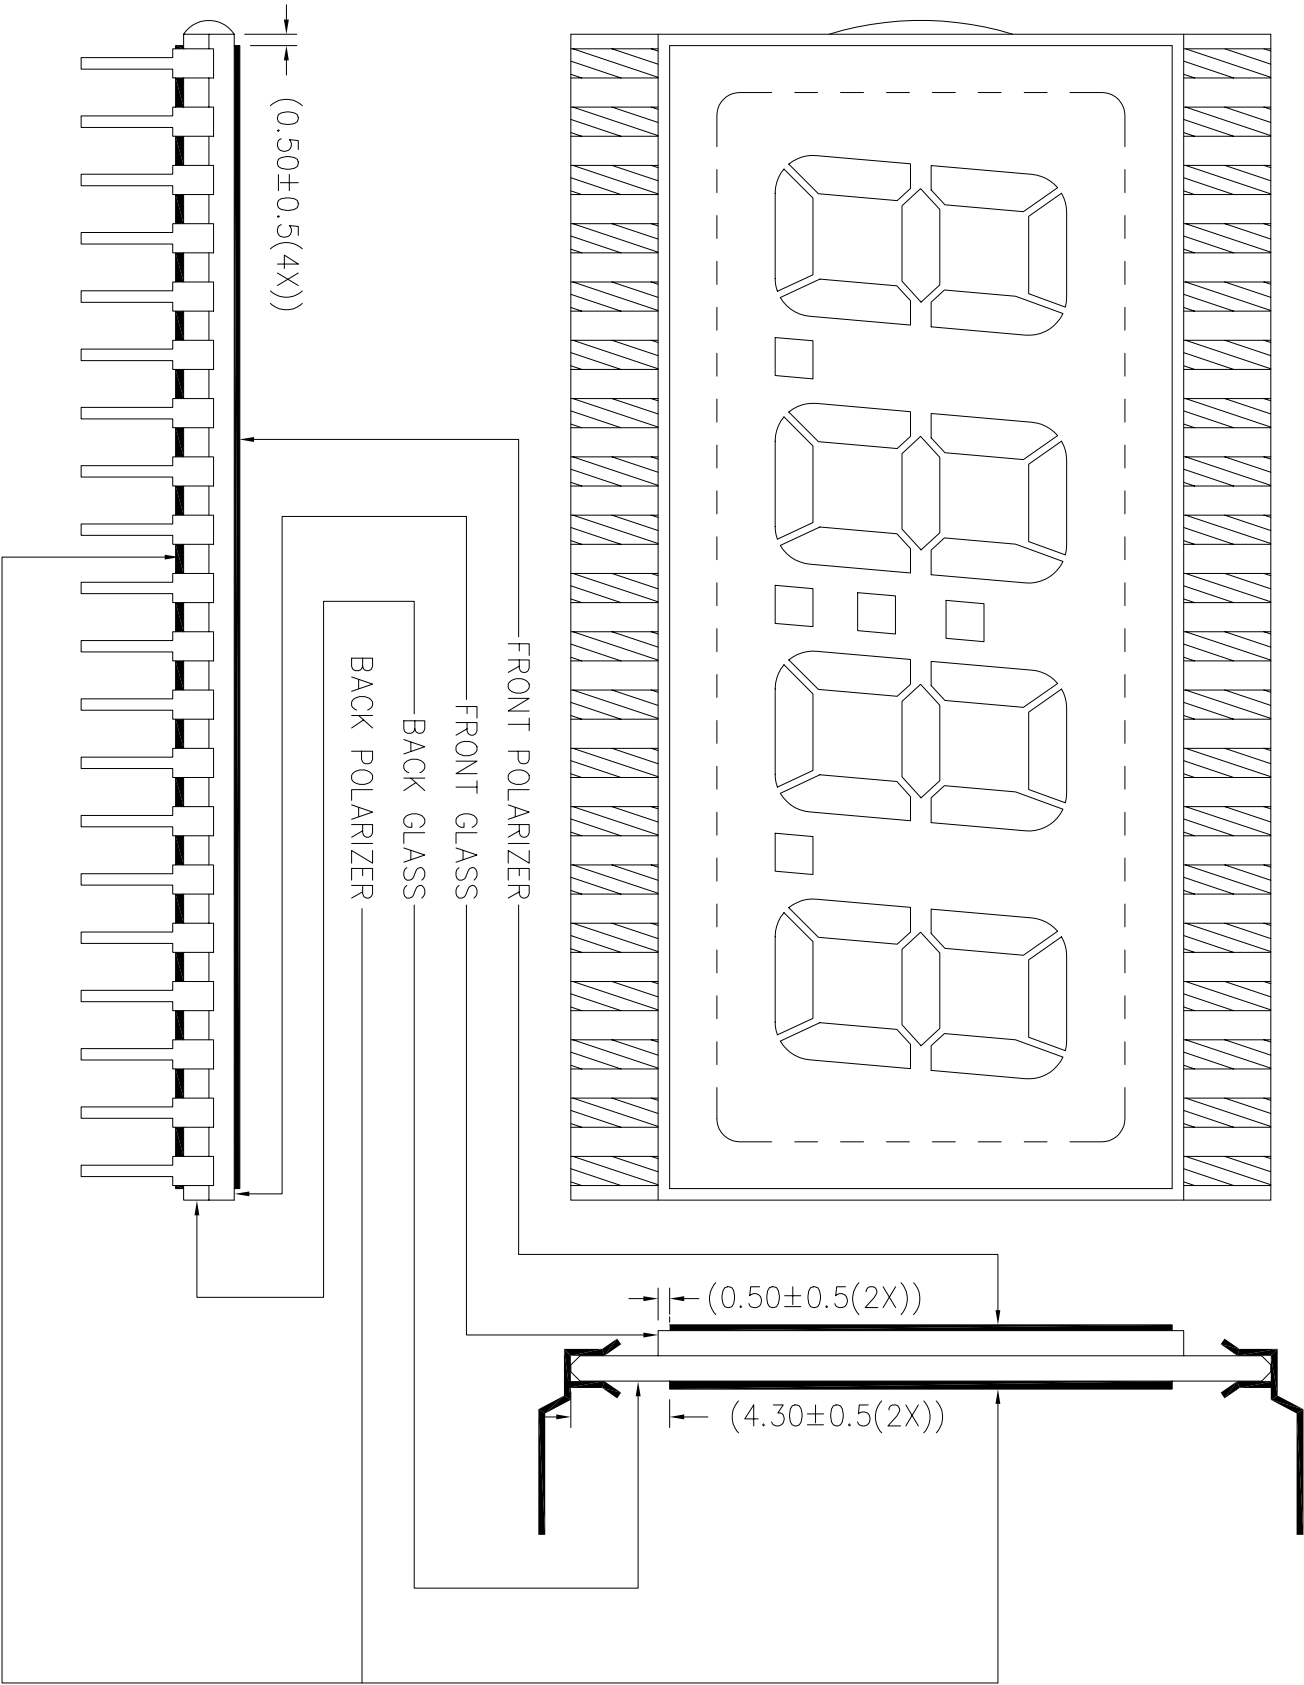 (0.50±0.5(4X))
FRONT POLARIZER
FRONT GLASS
BACK GLASS
BACK POLARIZER
(0.50±0.5(2X))
(4.30±0.5(2X))